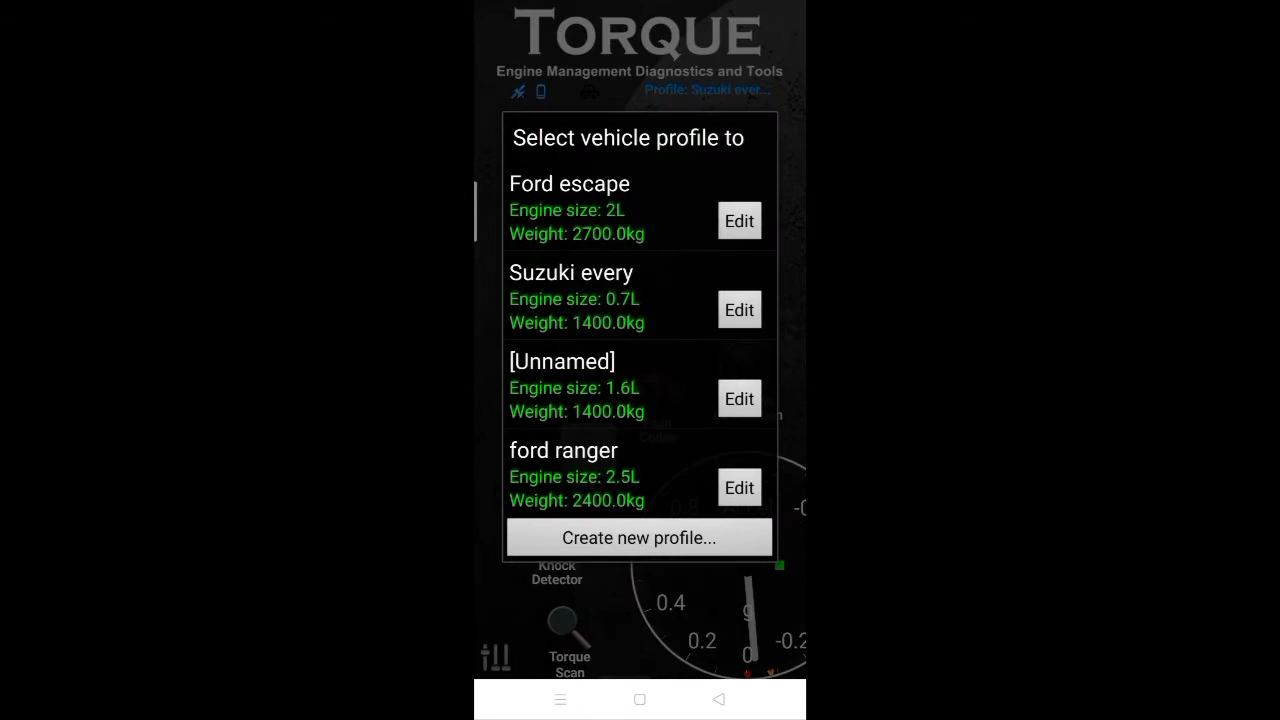 TORQUE
Engine Management Diagnostics and Tools
Profile: Suzuki ever...
Select vehicle profile to
Ford escape
Engine size: 2L
Weight: 2700.0kg
Edit
Suzuki every
Engine size: 0.7L
Weight: 1400.0kg
Edit
[Unnamed]
Engine size: 1.6L
Weight: 1400.0kg
Edit
ford ranger
Engine size: 2.5L
Weight: 2400.0kg
Edit
Create new profile...
Knock
Detector
0.4
g
0.2
-0.2
0
Torque
Scan